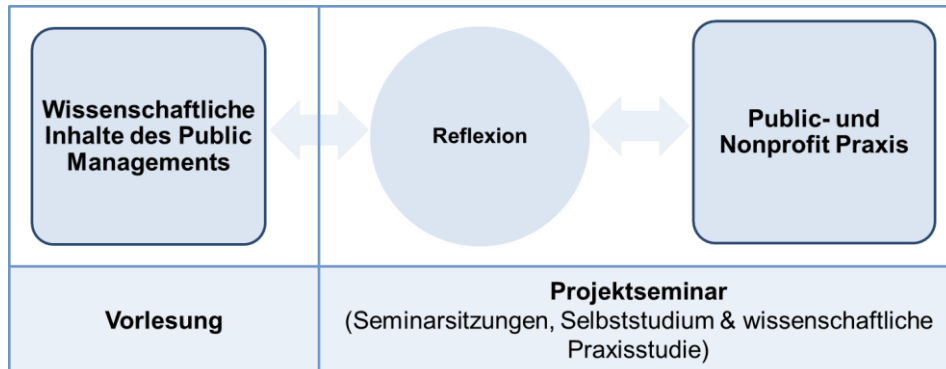 Wissenschaftliche
Inhalte des Public
Managements
Reflexion
Public- und
Nonprofit Praxis
Vorlesung
Projektseminar
(Seminarsitzungen, Selbststudium & wissenschaftliche
Praxisstudie)